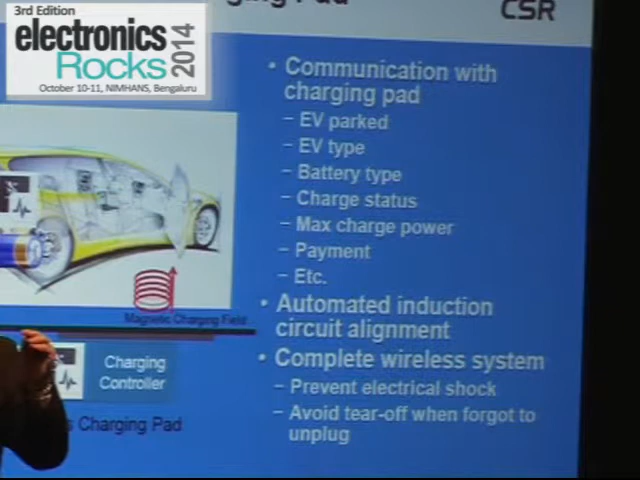 3rd Edition
electronics
Rocks
2014
October 10-11, NIMHANS, Bengaluru
Pad
CSR
• Communication with
charging pad
– EV parked
– EV type
– Battery type
– Charge status
– Max charge power
– Payment
– Etc.
• Automated induction
circuit alignment
• Complete wireless system
– Prevent electrical shock
– Avoid tear-off when forgot to
unplug
Magnetic Charging Field
Charging
Controller
Charging Pad